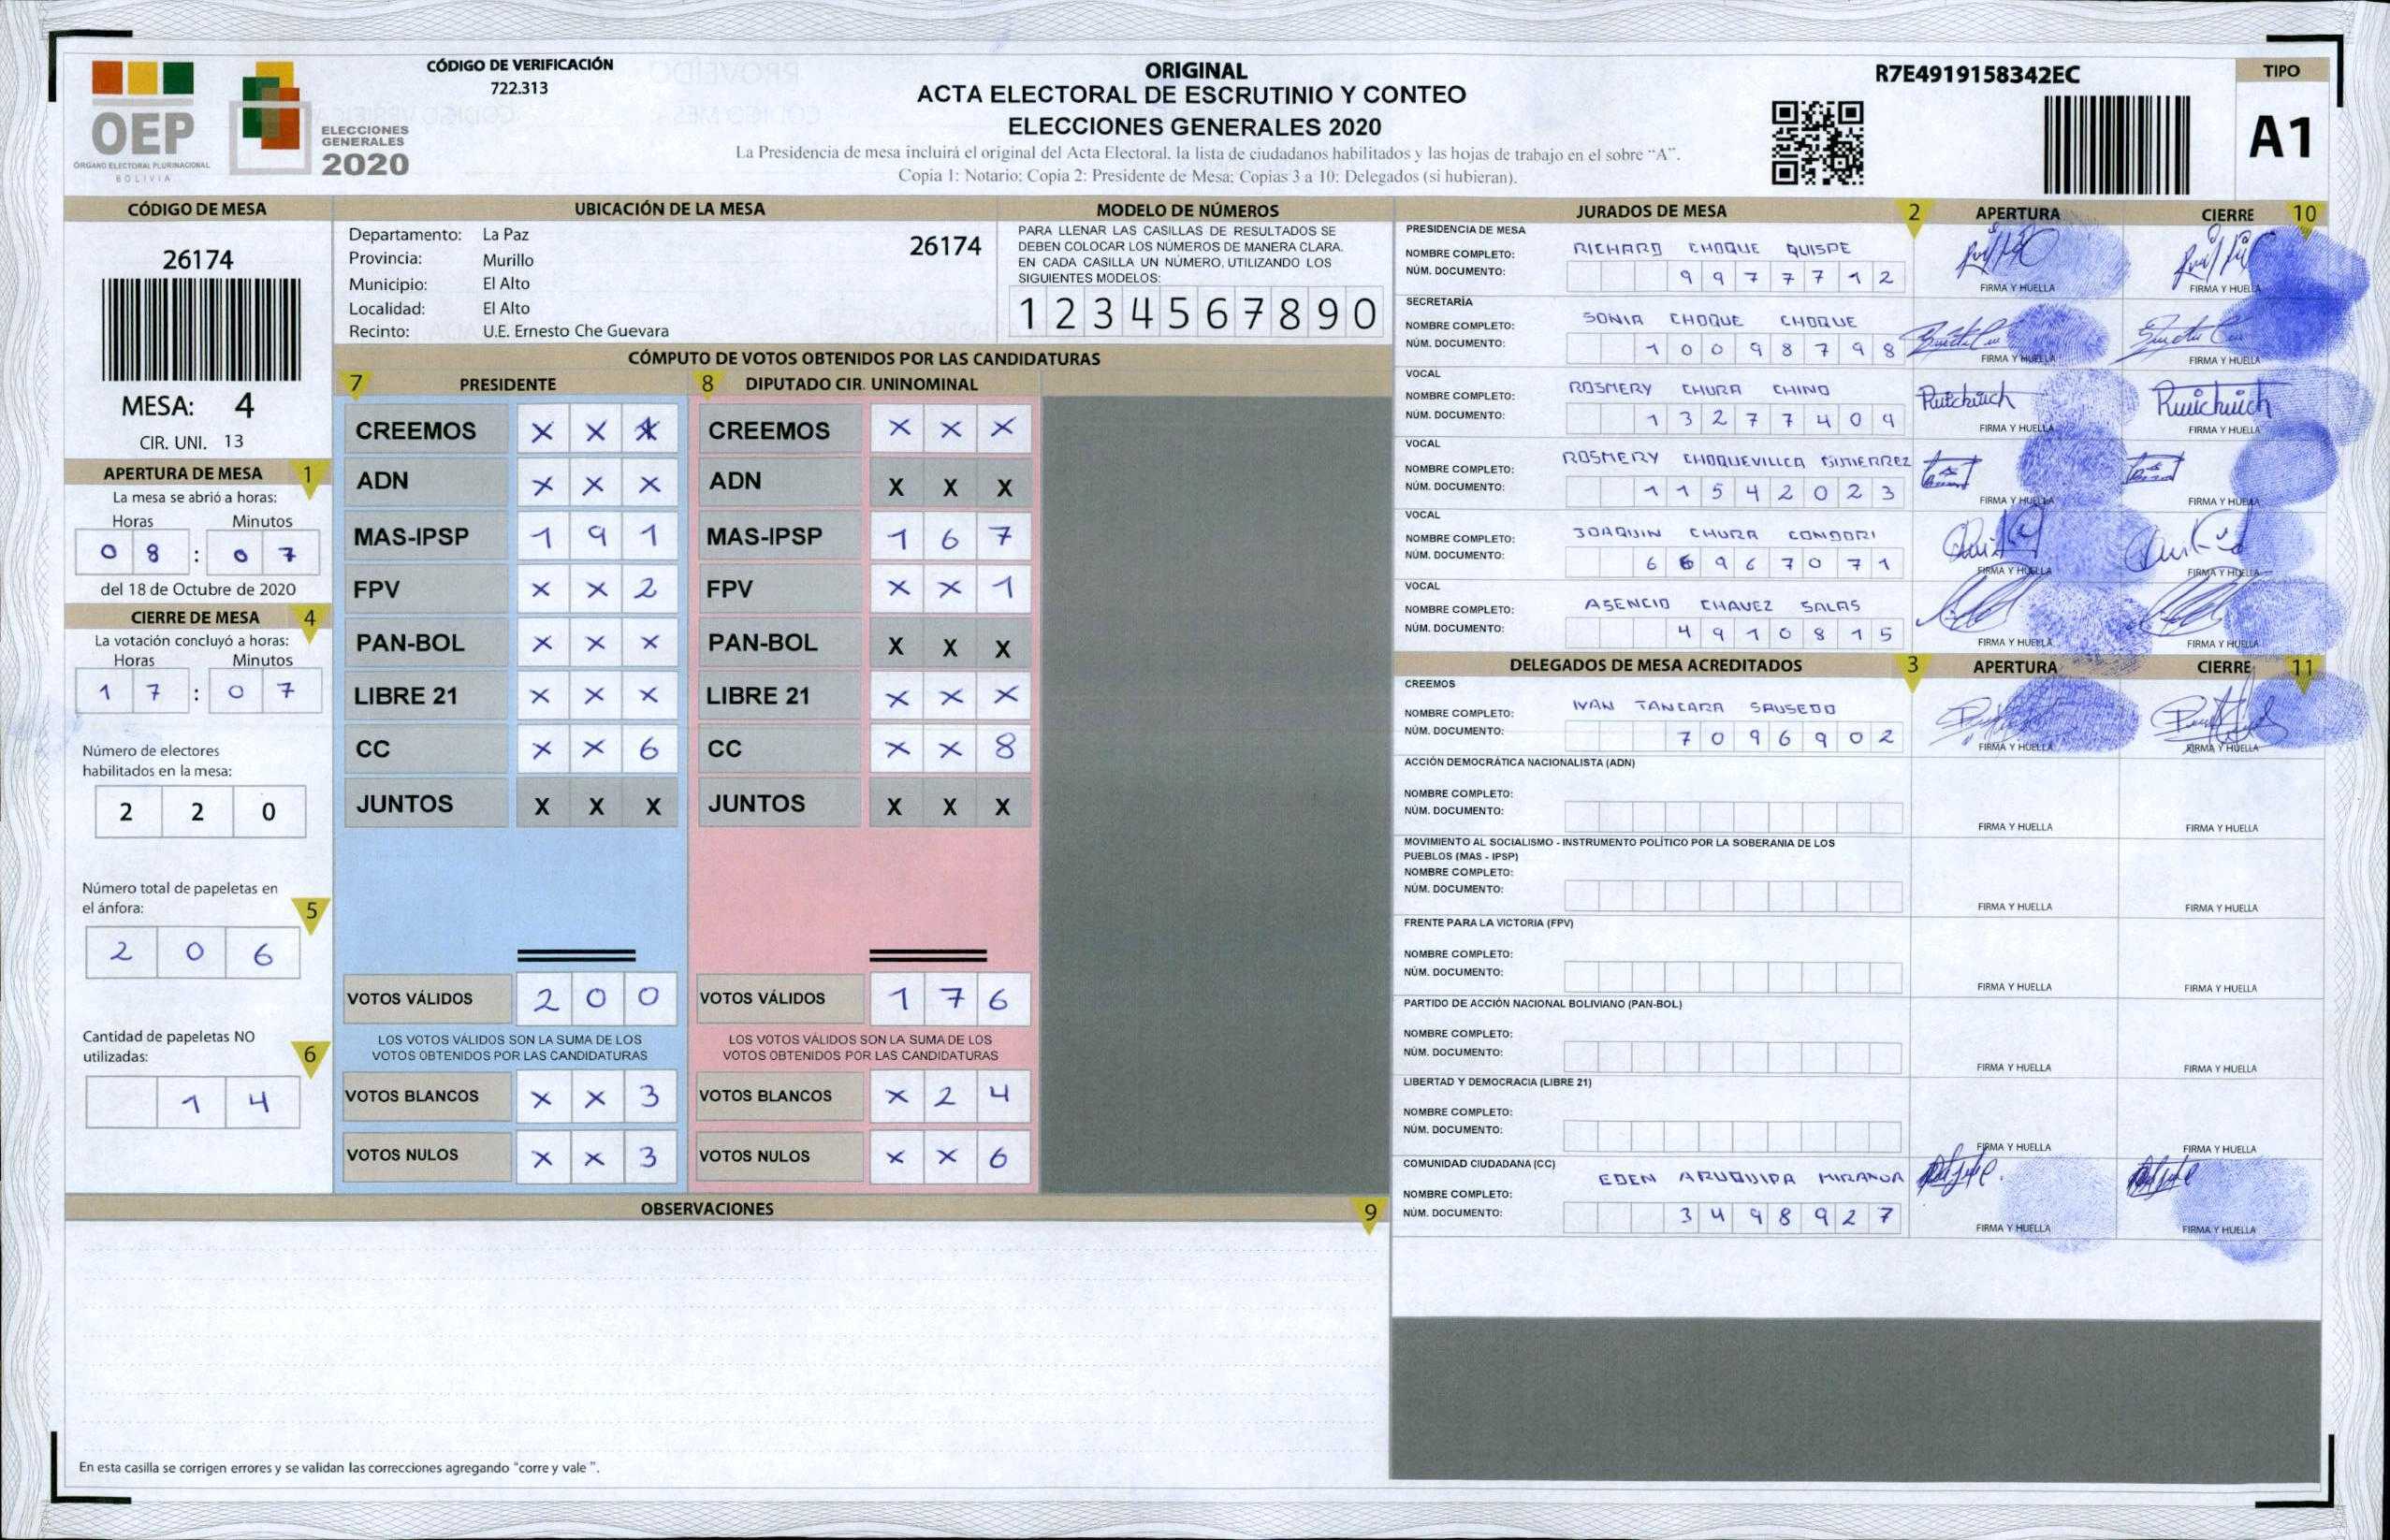 OEP
ÓRGANO ELECTORAL PLURINACIONAL
BOLIVIA
ELECCIONES
GENERALES
2020
CÓDIGO DE VERIFICACIÓN
722.313
ORIGINAL
ACTA ELECTORAL DE ESCRUTINIO Y CONTEO
ELECCIONES GENERALES 2020
La Presidencia de mesa incluirá el original del Acta Electoral, la lista de ciudadanos habilitados y las hojas de trabajo en el sobre "A".
Copia 1: Notario; Copia 2: Presidente de Mesa; Copias 3 a 10: Delegados (si hubieran).
R7E4919158342EC
TIPO
A1
CÓDIGO DE MESA
26174
MESA: 4
CIR. UNI. 13
APERTURA DE MESA 1
La mesa se abrió a horas:
Horas Minutos
0 8 : 0 7
del 18 de Octubre de 2020
CIERRE DE MESA 4
La votación concluyó a horas:
Horas Minutos
1 7 : 0 7
Número de electores
habilitados en la mesa:
2 2 0
Número total de papeletas en
el ánfora: 5
2 0 6
Cantidad de papeletas NO
utilizadas: 6
1 4
UBICACIÓN DE LA MESA
Departamento: La Paz
26174
Provincia: Murillo
Municipio: El Alto
Localidad: El Alto
Recinto: U.E. Ernesto Che Guevara
MODELO DE NÚMEROS
PARA LLENAR LAS CASILLAS DE RESULTADOS SE
DEBEN COLOCAR LOS NÚMEROS DE MANERA CLARA.
EN CADA CASILLA UN NÚMERO, UTILIZANDO LOS
SIGUIENTES MODELOS:
1 2 3 4 5 6 7 8 9 0
CÓMPUTO DE VOTOS OBTENIDOS POR LAS CANDIDATURAS
7 PRESIDENTE
CREEMOS X X X
ADN X X X
MAS-IPSP 1 9 1
FPV X X 2
PAN-BOL X X X
LIBRE 21 X X X
CC X X 6
JUNTOS X X X
VOTOS VÁLIDOS 2 0 0
LOS VOTOS VÁLIDOS SON LA SUMA DE LOS
VOTOS OBTENIDOS POR LAS CANDIDATURAS
VOTOS BLANCOS X X 3
VOTOS NULOS X X 3
8 DIPUTADO CIR. UNINOMINAL
CREEMOS X X X
ADN X X X
MAS-IPSP 1 6 7
FPV X X 1
PAN-BOL X X X
LIBRE 21 X X X
CC X X 8
JUNTOS X X X
VOTOS VÁLIDOS 1 7 6
LOS VOTOS VÁLIDOS SON LA SUMA DE LOS
VOTOS OBTENIDOS POR LAS CANDIDATURAS
VOTOS BLANCOS X 2 4
VOTOS NULOS X X 6
OBSERVACIONES 9
En esta casilla se corrigen errores y se validan las correcciones agregando "corre y vale ".
JURADOS DE MESA 2 APERTURA CIERRE 10
PRESIDENCIA DE MESA
NOMBRE COMPLETO: RICHARD CHOQUE QUISPE
NÚM. DOCUMENTO: 9 9 7 7 7 1 2
FIRMA Y HUELLA FIRMA Y HUELLA
SECRETARÍA
NOMBRE COMPLETO: SONIA CHOQUE CHOQUE
NÚM. DOCUMENTO: 1 0 0 9 8 7 9 8
FIRMA Y HUELLA FIRMA Y HUELLA
VOCAL
NOMBRE COMPLETO: ROSMERY CHURA CHINO
NÚM. DOCUMENTO: 1 3 2 7 7 4 0 9
FIRMA Y HUELLA FIRMA Y HUELLA
VOCAL
NOMBRE COMPLETO: ROSMERY CHOQUEVILLCA GUTIERREZ
NÚM. DOCUMENTO: 1 1 5 4 2 0 2 3
FIRMA Y HUELLA FIRMA Y HUELLA
VOCAL
NOMBRE COMPLETO: JOAQUIN CHURA CONDORI
NÚM. DOCUMENTO: 6 6 9 6 7 0 7 1
FIRMA Y HUELLA FIRMA Y HUELLA
VOCAL
NOMBRE COMPLETO: ASENCIO CHAVEZ SALAS
NÚM. DOCUMENTO: 4 9 1 0 8 1 5
FIRMA Y HUELLA FIRMA Y HUELLA
DELEGADOS DE MESA ACREDITADOS 3 APERTURA CIERRE 11
CREEMOS
NOMBRE COMPLETO: IVAN TANCARA SAUSEDO
NÚM. DOCUMENTO: 7 0 9 6 9 0 2
FIRMA Y HUELLA FIRMA Y HUELLA
ACCIÓN DEMOCRÁTICA NACIONALISTA (ADN)
NOMBRE COMPLETO:
NÚM. DOCUMENTO:
FIRMA Y HUELLA FIRMA Y HUELLA
MOVIMIENTO AL SOCIALISMO - INSTRUMENTO POLÍTICO POR LA SOBERANIA DE LOS
PUEBLOS (MAS - IPSP)
NOMBRE COMPLETO:
NÚM. DOCUMENTO:
FIRMA Y HUELLA FIRMA Y HUELLA
FRENTE PARA LA VICTORIA (FPV)
NOMBRE COMPLETO:
NÚM. DOCUMENTO:
FIRMA Y HUELLA FIRMA Y HUELLA
PARTIDO DE ACCIÓN NACIONAL BOLIVIANO (PAN-BOL)
NOMBRE COMPLETO:
NÚM. DOCUMENTO:
FIRMA Y HUELLA FIRMA Y HUELLA
LIBERTAD Y DEMOCRACIA (LIBRE 21)
NOMBRE COMPLETO:
NÚM. DOCUMENTO:
FIRMA Y HUELLA FIRMA Y HUELLA
COMUNIDAD CIUDADANA (CC)
NOMBRE COMPLETO: EDEN ARUQUIPA MIRANDA
NÚM. DOCUMENTO: 3 4 9 8 9 2 7
FIRMA Y HUELLA FIRMA Y HUELLA